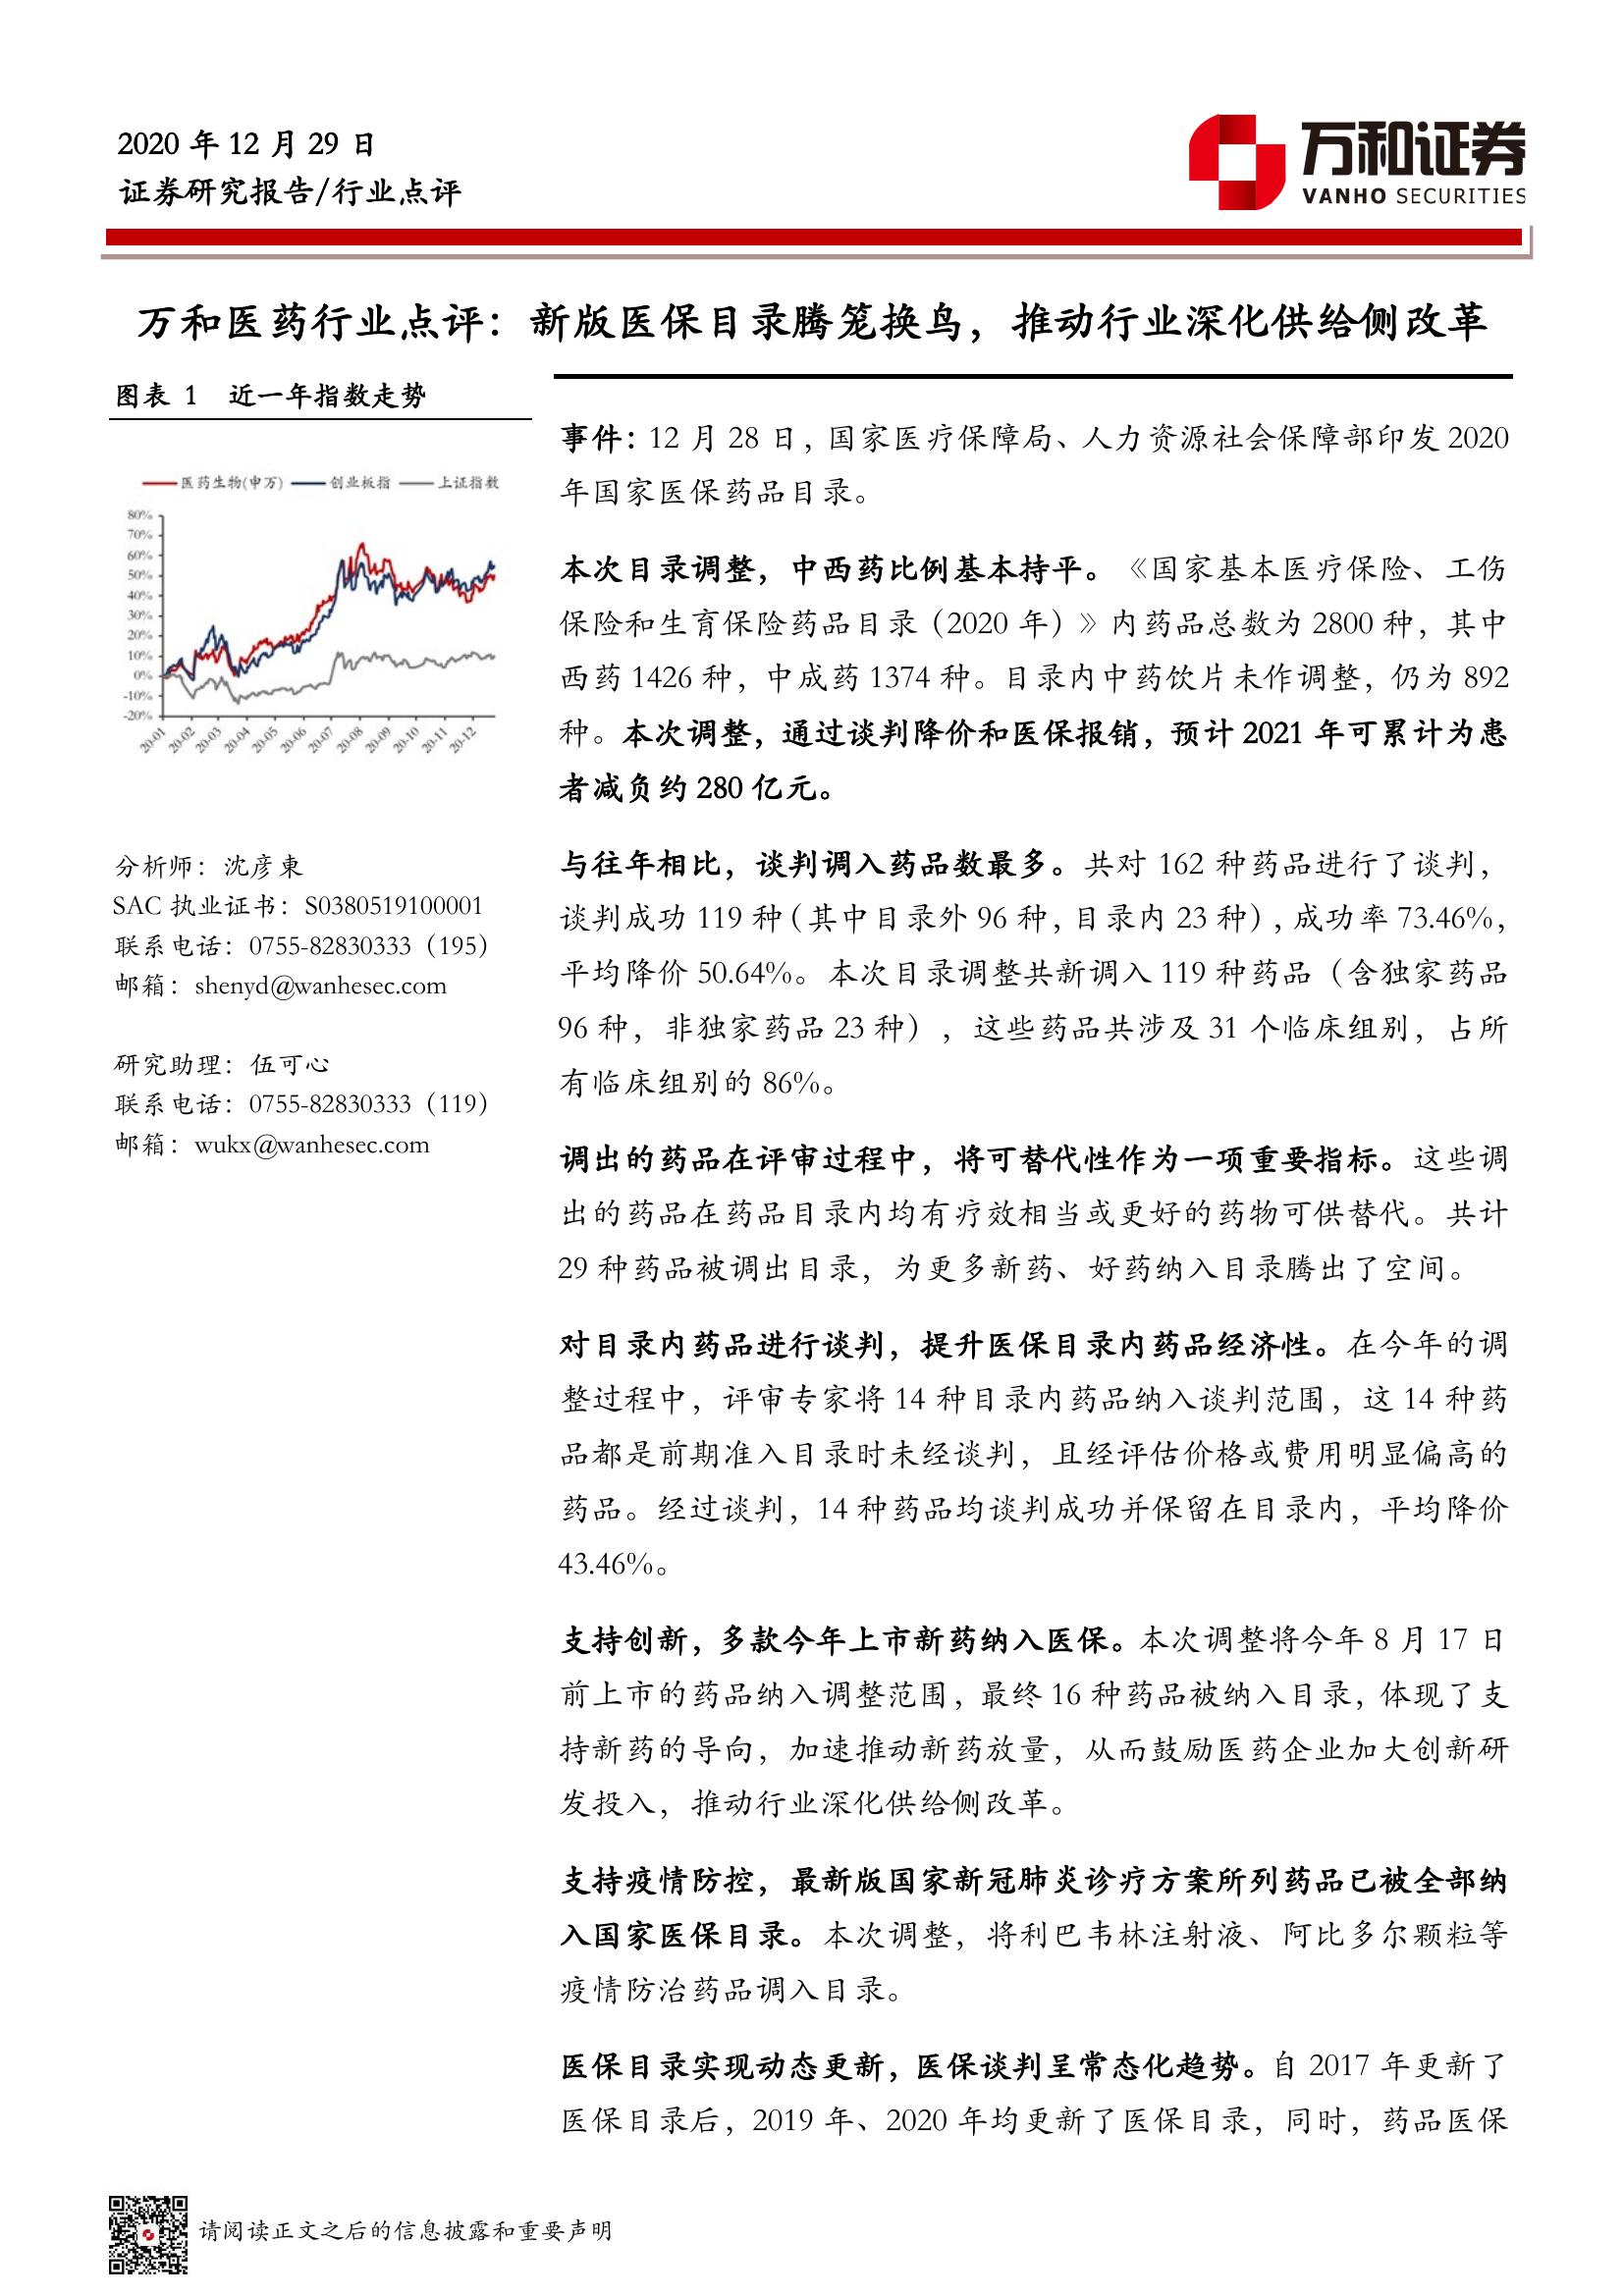 2020 年 12 月 29 日
证券研究报告/行业点评
万和证券
VANHO SECURITIES
万和医药行业点评：新版医保目录腾笼换鸟，推动行业深化供给侧改革
图表 1 近一年指数走势
医药生物(申万) 创业板指 上证指数
80%
70%
60%
50%
40%
30%
20%
10%
0%
-10%
-20%
20-01 20-02 20-03 20-04 20-05 20-06 20-07 20-08 20-09 20-10 20-11 20-12
分析师：沈彦東
SAC 执业证书：S0380519100001
联系电话：0755-82830333（195）
邮箱：shenyd@wanhesec.com
研究助理：伍可心
联系电话：0755-82830333（119）
邮箱：wukx@wanhesec.com
事件：12 月 28 日，国家医疗保障局、人力资源社会保障部印发 2020
年国家医保药品目录。
本次目录调整，中西药比例基本持平。《国家基本医疗保险、工伤
保险和生育保险药品目录（2020 年）》内药品总数为 2800 种，其中
西药 1426 种，中成药 1374 种。目录内中药饮片未作调整，仍为 892
种。本次调整，通过谈判降价和医保报销，预计 2021 年可累计为患
者减负约 280 亿元。
与往年相比，谈判调入药品数最多。共对 162 种药品进行了谈判，
谈判成功 119 种（其中目录外 96 种，目录内 23 种），成功率 73.46%，
平均降价 50.64%。本次目录调整共新调入 119 种药品（含独家药品
96 种，非独家药品 23 种），这些药品共涉及 31 个临床组别，占所
有临床组别的 86%。
调出的药品在评审过程中，将可替代性作为一项重要指标。这些调
出的药品在药品目录内均有疗效相当或更好的药物可供替代。共计
29 种药品被调出目录，为更多新药、好药纳入目录腾出了空间。
对目录内药品进行谈判，提升医保目录内药品经济性。在今年的调
整过程中，评审专家将 14 种目录内药品纳入谈判范围，这 14 种药
品都是前期准入目录时未经谈判，且经评估价格或费用明显偏高的
药品。经过谈判，14 种药品均谈判成功并保留在目录内，平均降价
43.46%。
支持创新，多款今年上市新药纳入医保。本次调整将今年 8 月 17 日
前上市的药品纳入调整范围，最终 16 种药品被纳入目录，体现了支
持新药的导向，加速推动新药放量，从而鼓励医药企业加大创新研
发投入，推动行业深化供给侧改革。
支持疫情防控，最新版国家新冠肺炎诊疗方案所列药品已被全部纳
入国家医保目录。本次调整，将利巴韦林注射液、阿比多尔颗粒等
疫情防治药品调入目录。
医保目录实现动态更新，医保谈判呈常态化趋势。自 2017 年更新了
医保目录后，2019 年、2020 年均更新了医保目录，同时，药品医保
请阅读正文之后的信息披露和重要声明